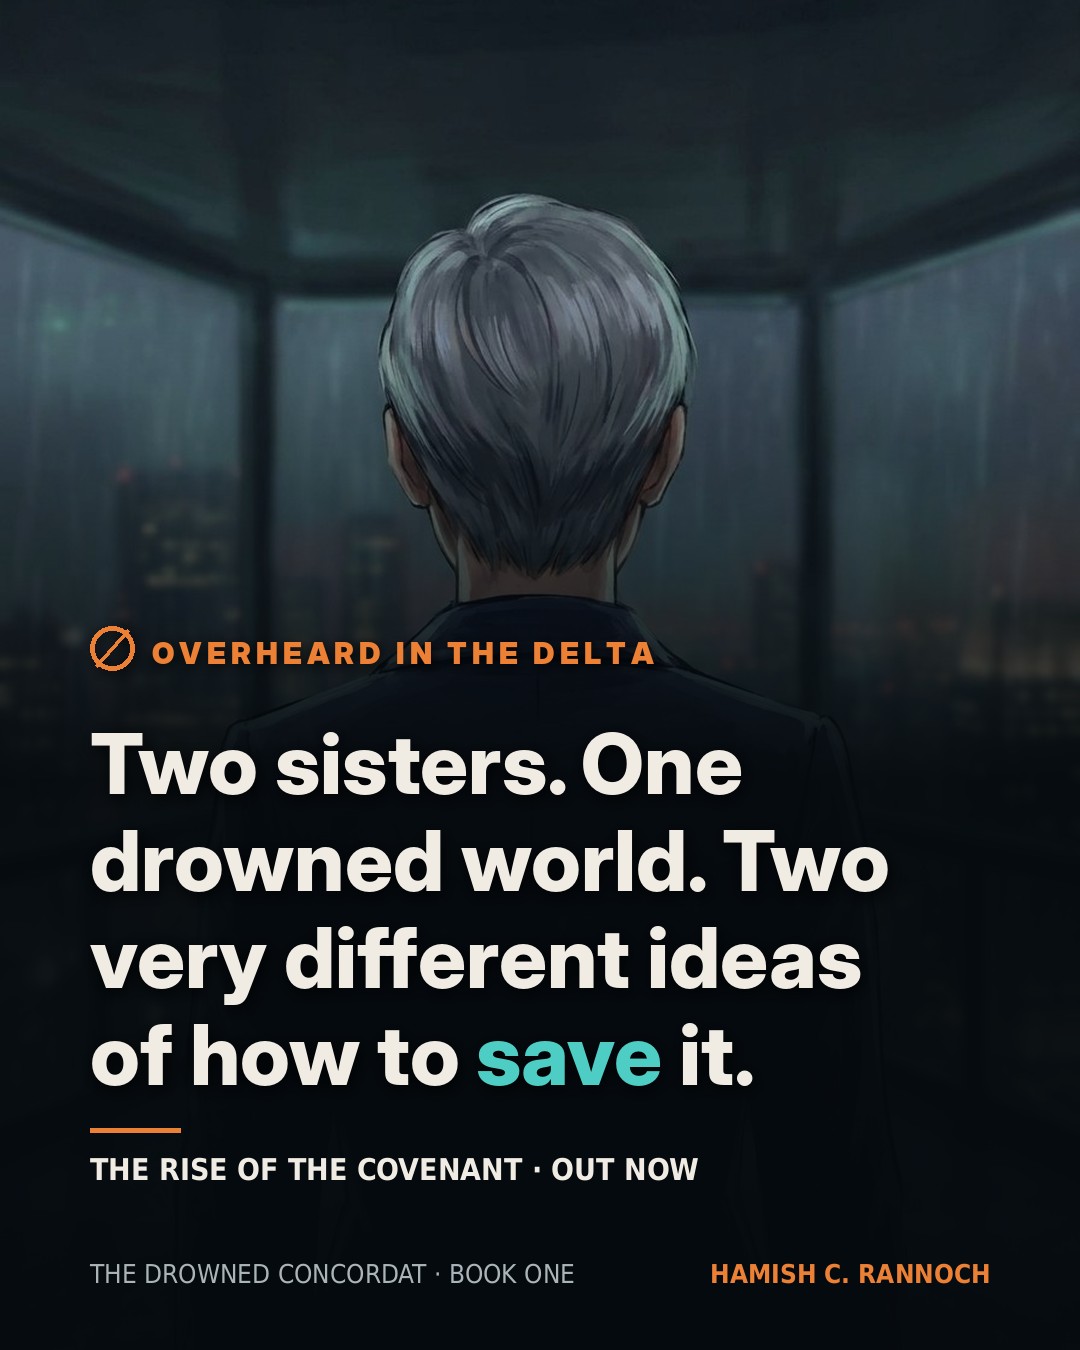 OVERHEARD IN THE DELTA
Two sisters. One
drowned world. Two
very different ideas
of how to save it.
THE RISE OF THE COVENANT · OUT NOW
THE DROWNED CONCORDAT · BOOK ONE
HAMISH C. RANNOCH